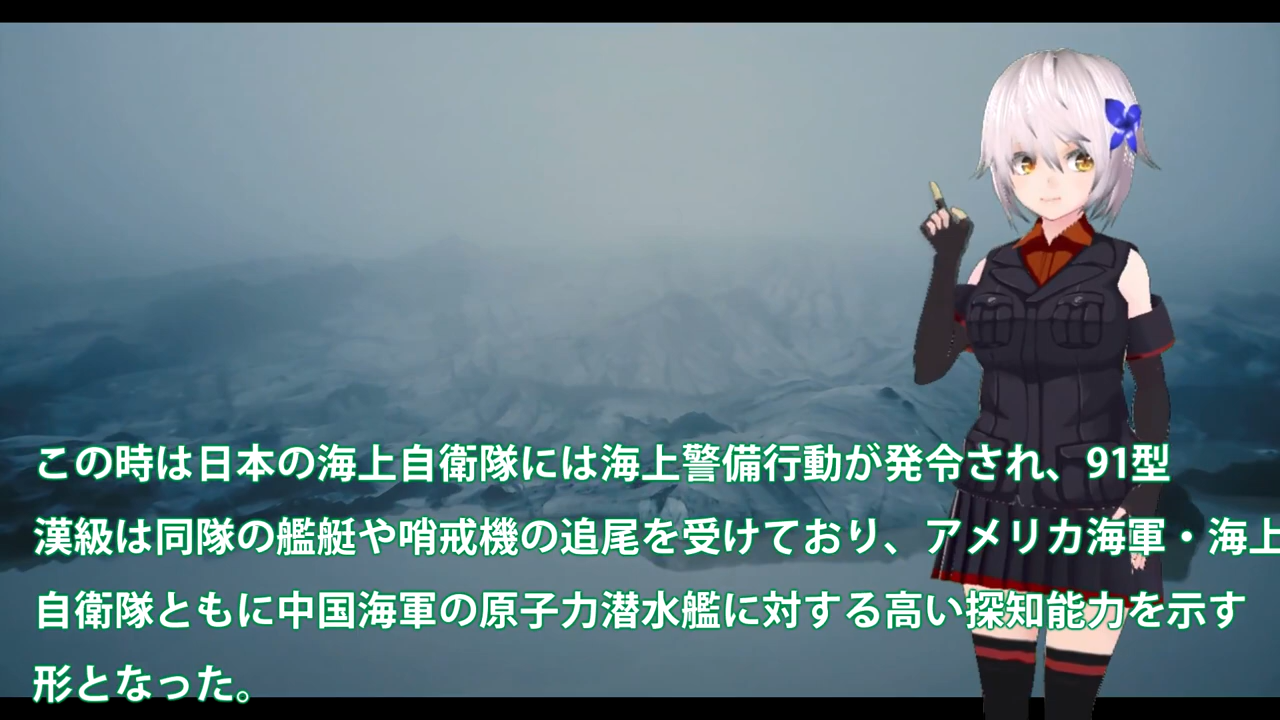 この時は日本の海上自衛隊には海上警備行動が発令され、91型
漢級は同隊の艦艇や哨戒機の追尾を受けており、アメリカ海軍・海上
自衛隊ともに中国海軍の原子力潜水艦に対する高い探知能力を示す
形となった。